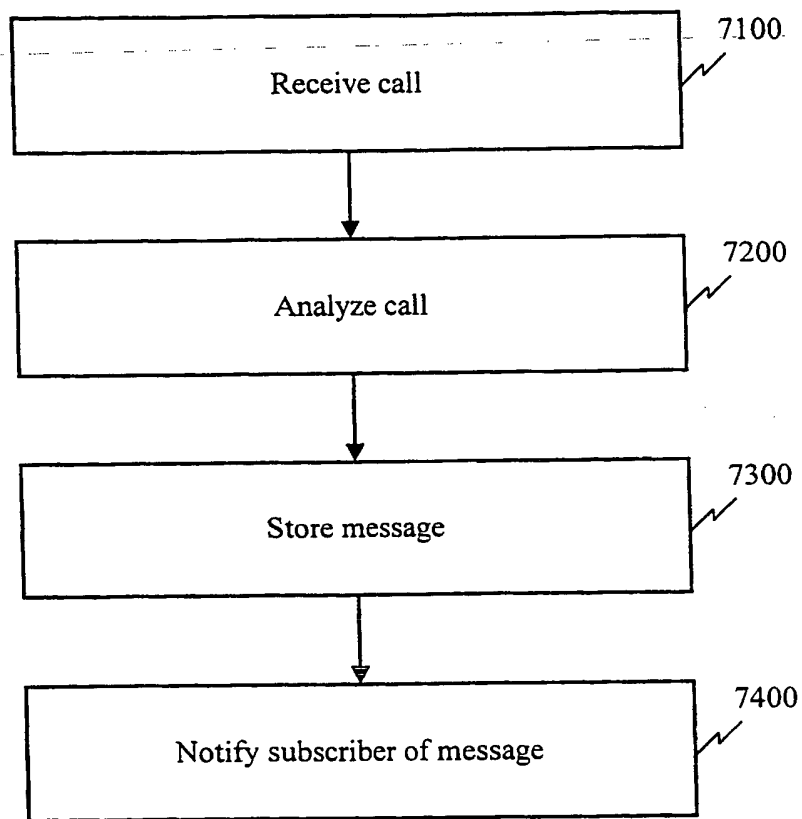 7100
Receive call
7200
Analyze call
7300
Store message
7400
Notify subscriber of message